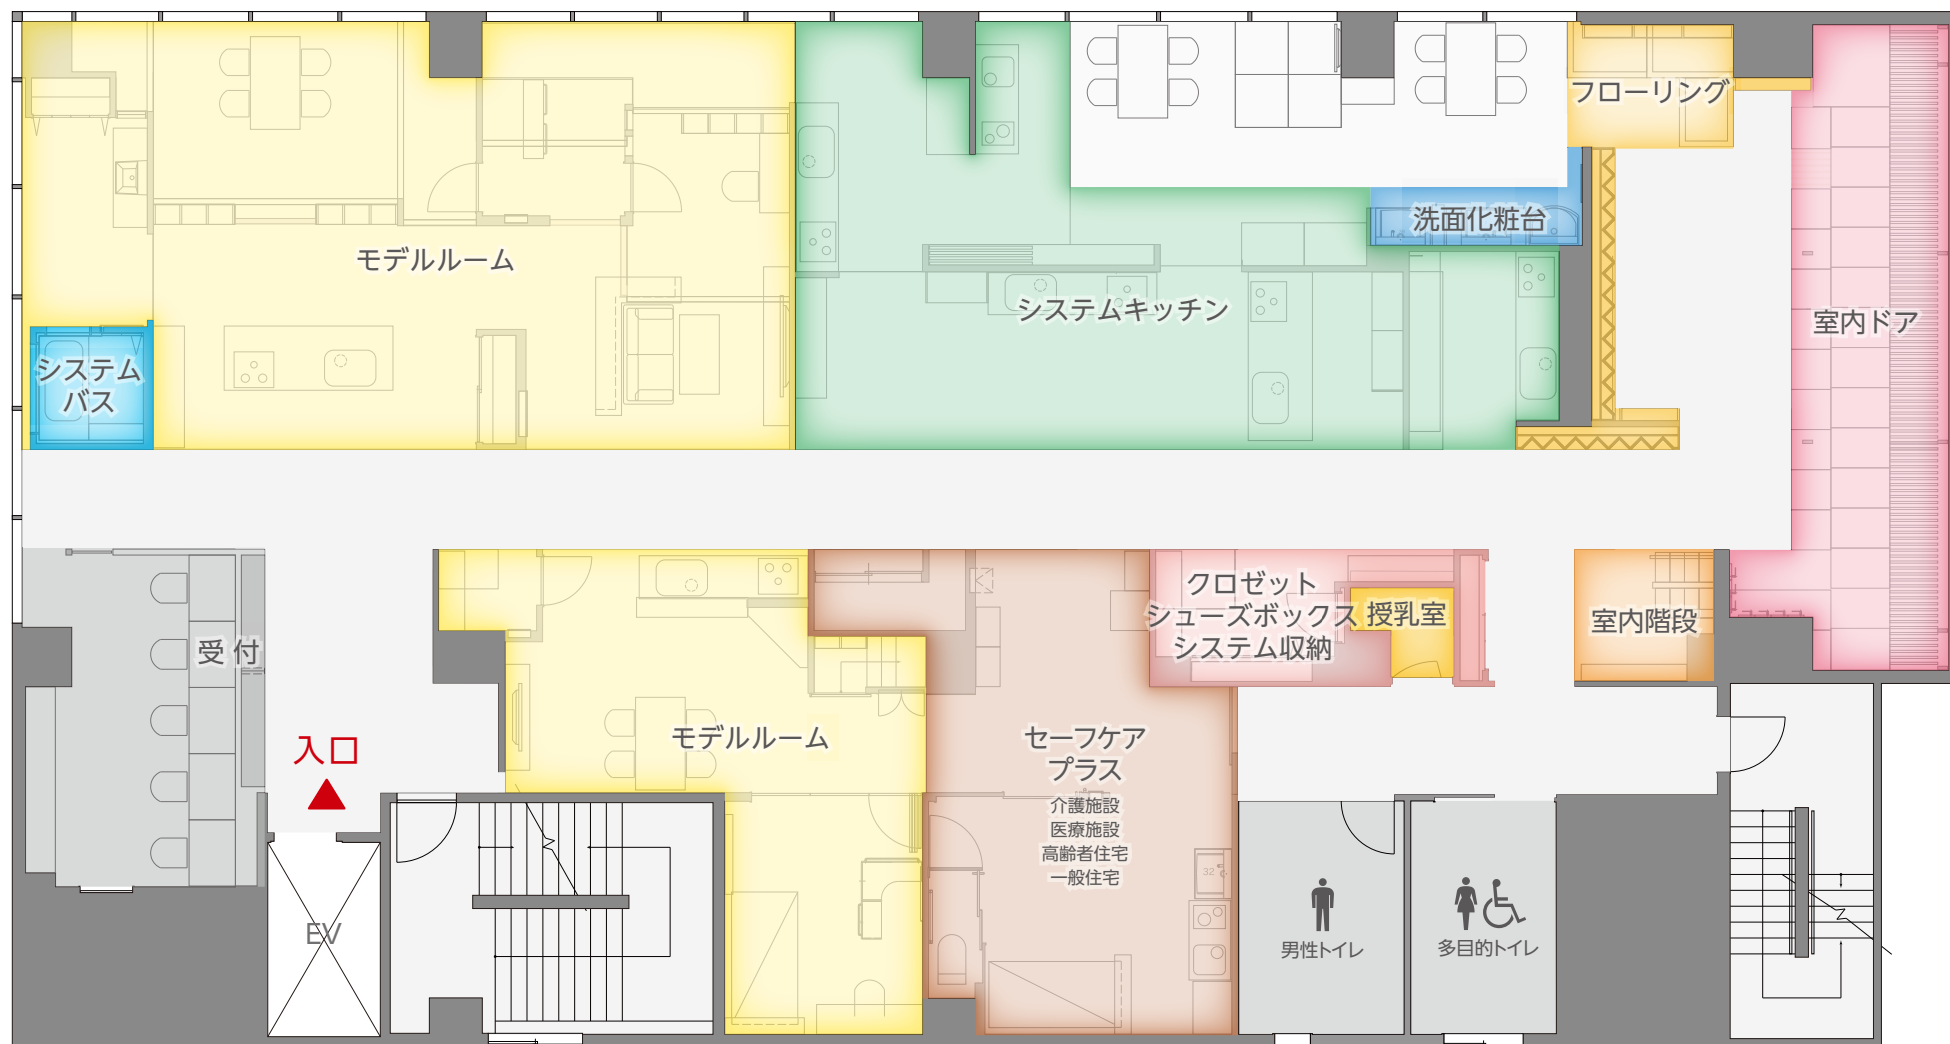 フローリング
洗面化粧台
モデルルーム
システムキッチン
室内ドア
システム
バス
クロゼット
シューズボックス
システム収納
授乳室
室内階段
受付
入口
モデルルーム
セーフケア
プラス
介護施設
医療施設
高齢者住宅
一般住宅
32
EV
男性トイレ
多目的トイレ